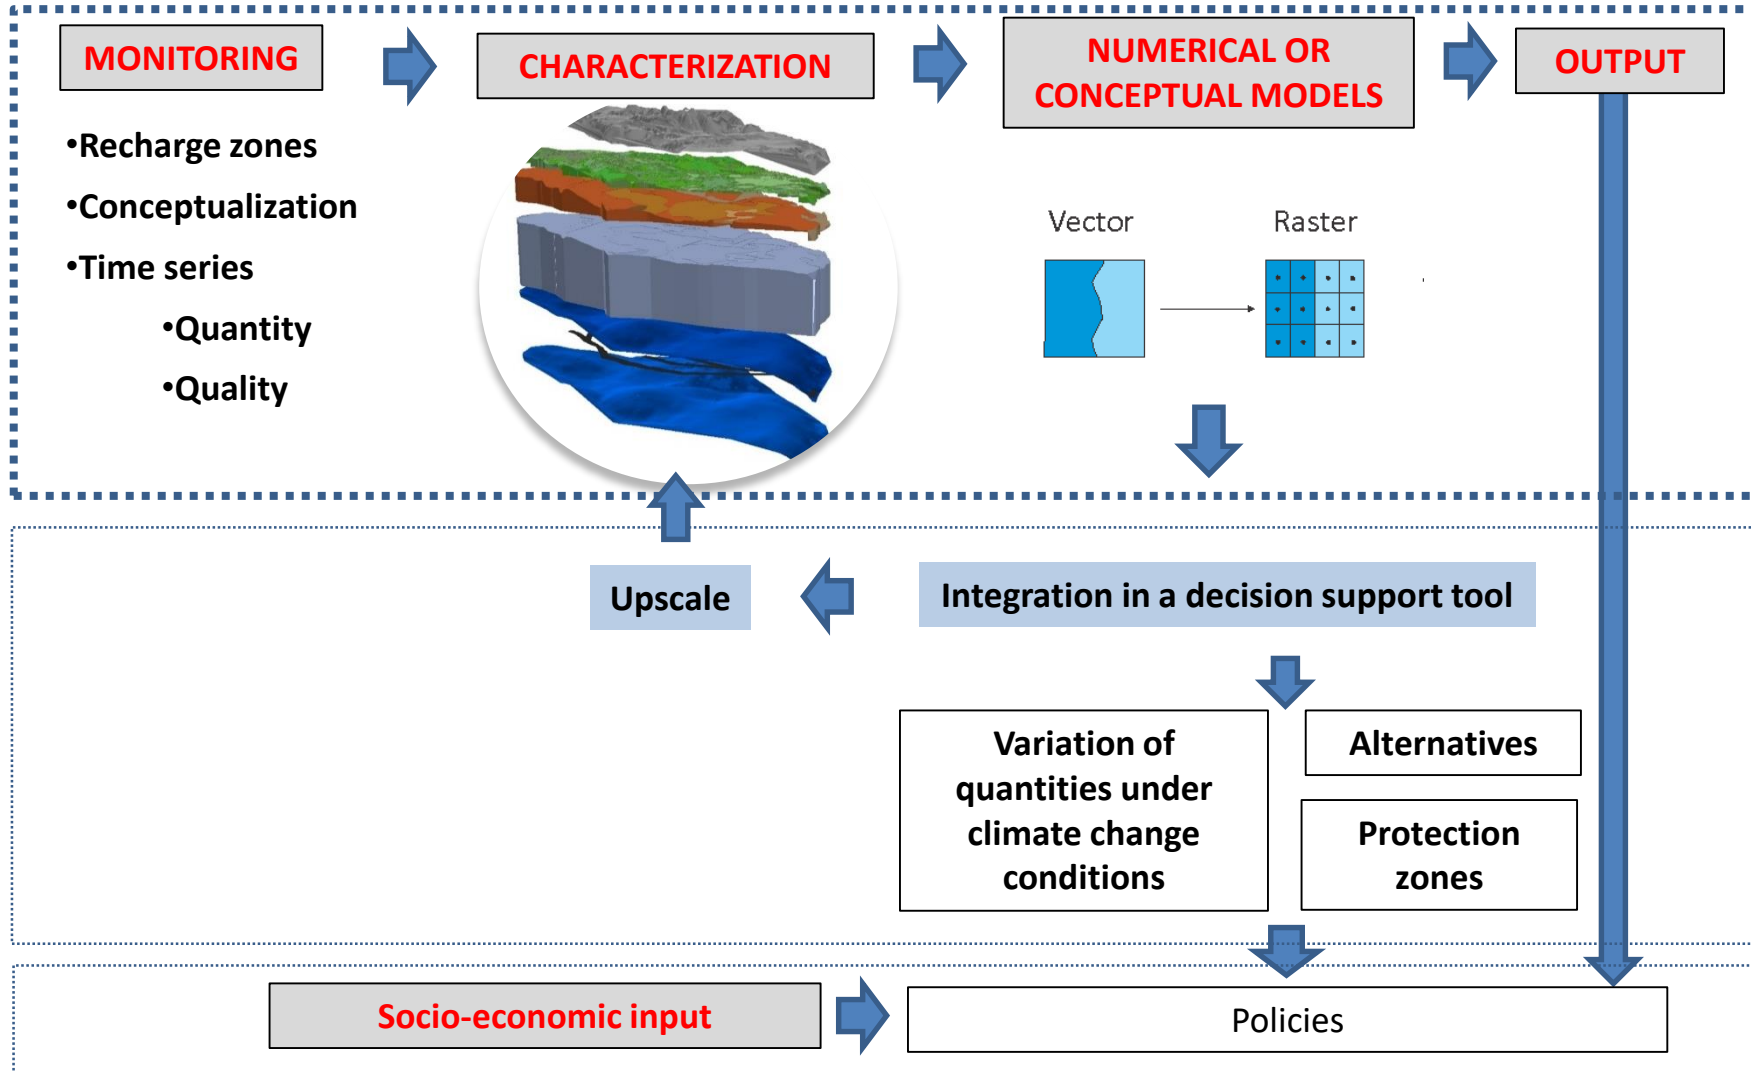 MONITORING
•Recharge zones
•Conceptualization
•Time series
•Quantity
•Quality
CHARACTERIZATION
NUMERICAL OR
CONCEPTUAL MODELS
Vector
Raster
OUTPUT
Upscale
Integration in a decision support tool
Variation of
quantities under
climate change
conditions
Alternatives
Protection
zones
Socio-economic input
Policies